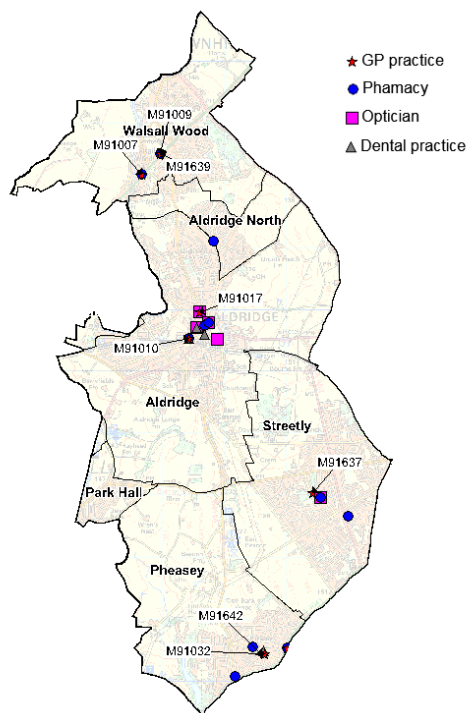 GP practice
Phamacy
Optician
Dental practice
M91009
Walsall Wood
M91007
M91639
Aldridge North
M91017
M91010
Aldridge
Streetly
M91637
Park Hall
Pheasey
M91642
M91032